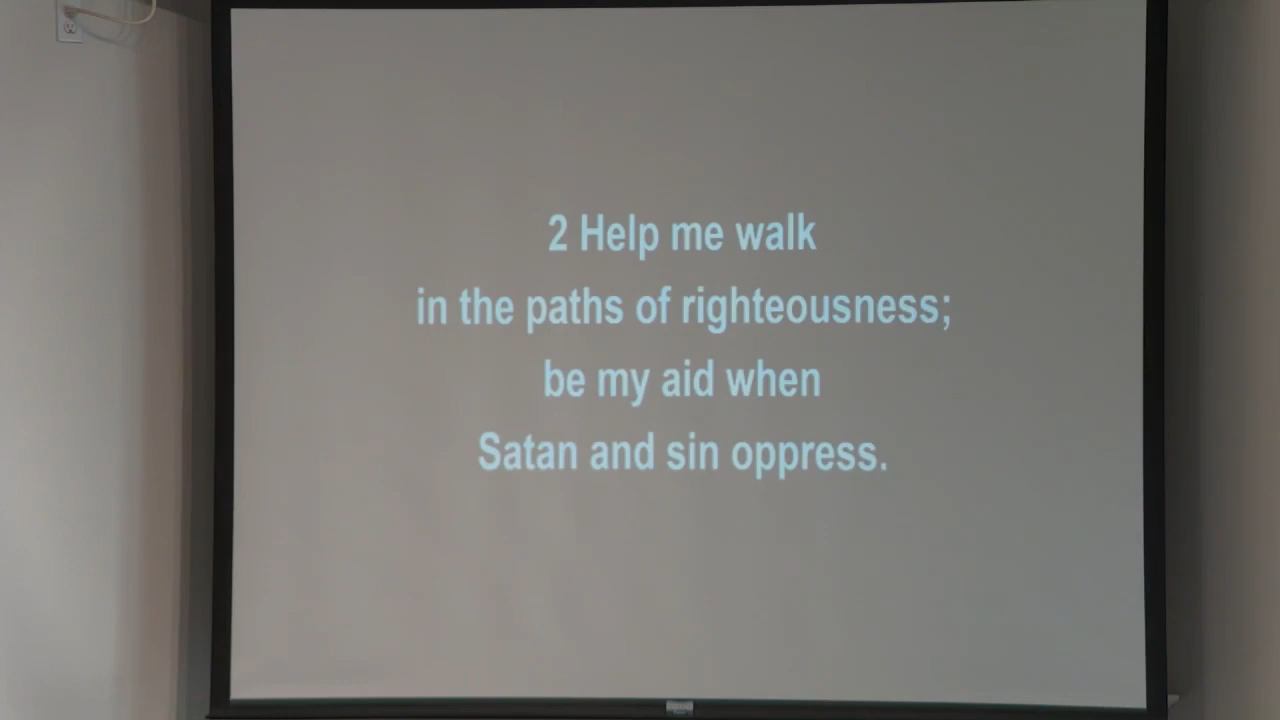 2 Help me walk
in the paths of righteousness;
be my aid when
Satan and sin oppress.